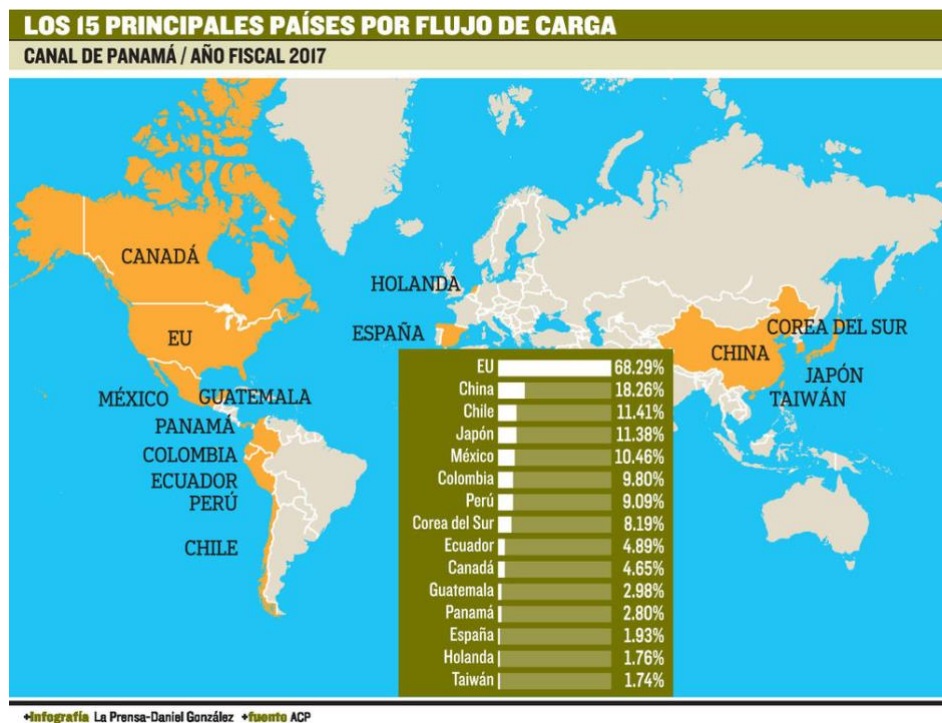 LOS 15 PRINCIPALES PAÍSES POR FLUJO DE CARGA
CANAL DE PANAMÁ / AÑO FISCAL 2017
CANADÁ
HOLANDA
EU
ESPAÑA
COREA DEL SUR
CHINA
JAPÓN
TAIWÁN
MÉXICO
GUATEMALA
PANAMÁ
COLOMBIA
ECUADOR
PERÚ
CHILE
EU 68.29%
China 18.26%
Chile 11.41%
Japón 11.38%
México 10.46%
Colombia 9.80%
Perú 9.09%
Corea del Sur 8.19%
Ecuador 4.89%
Canadá 4.65%
Guatemala 2.98%
Panamá 2.80%
España 1.93%
Holanda 1.76%
Taiwán 1.74%
+Infografía La Prensa-Daniel González +fuente ACP